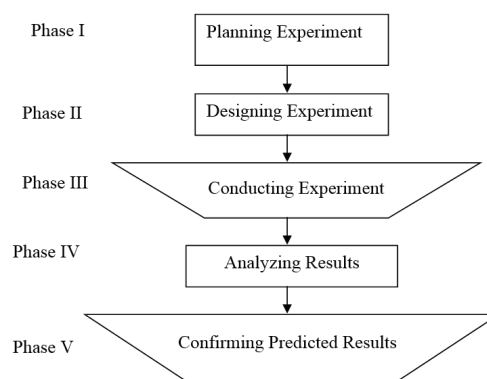 Phase I
Planning Experiment
Phase II
Designing Experiment
Phase III
Conducting Experiment
Phase IV
Analyzing Results
Phase V
Confirming Predicted Results